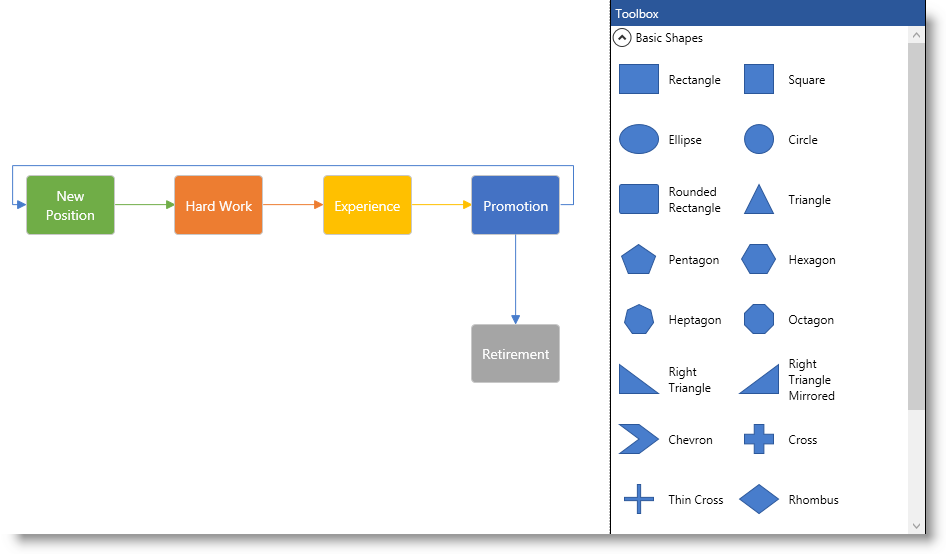 New
Position
Hard Work
Experience
Promotion
Retirement
Toolbox
Basic Shapes
Rectangle
Square
Ellipse
Circle
Rounded
Rectangle
Triangle
Pentagon
Hexagon
Heptagon
Octagon
Right
Triangle
Right
Triangle
Mirrored
Chevron
Cross
Thin Cross
Rhombus